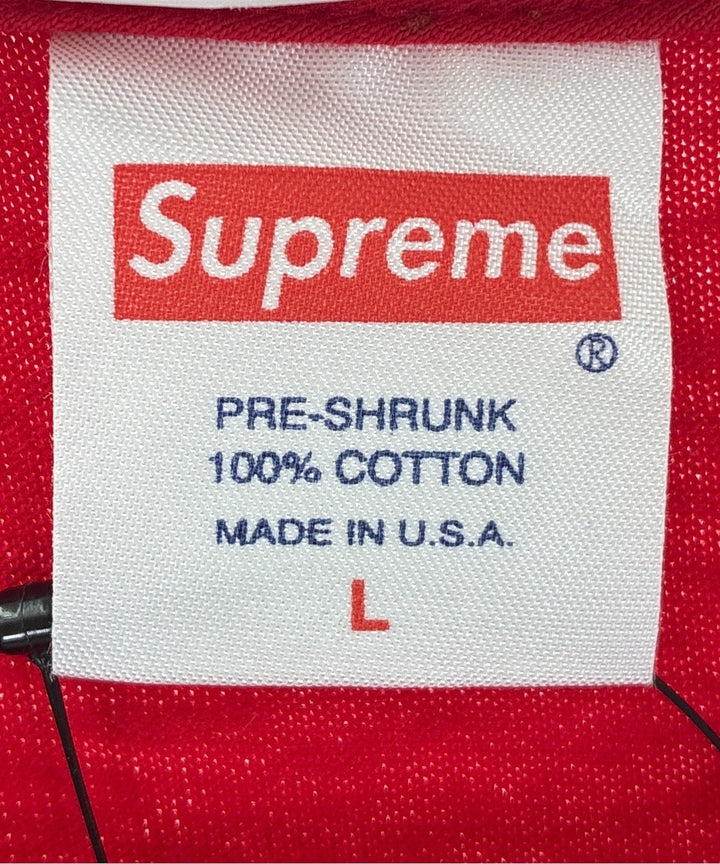 Supreme
®
PRE-SHRUNK
100% COTTON
MADE IN U.S.A.
L